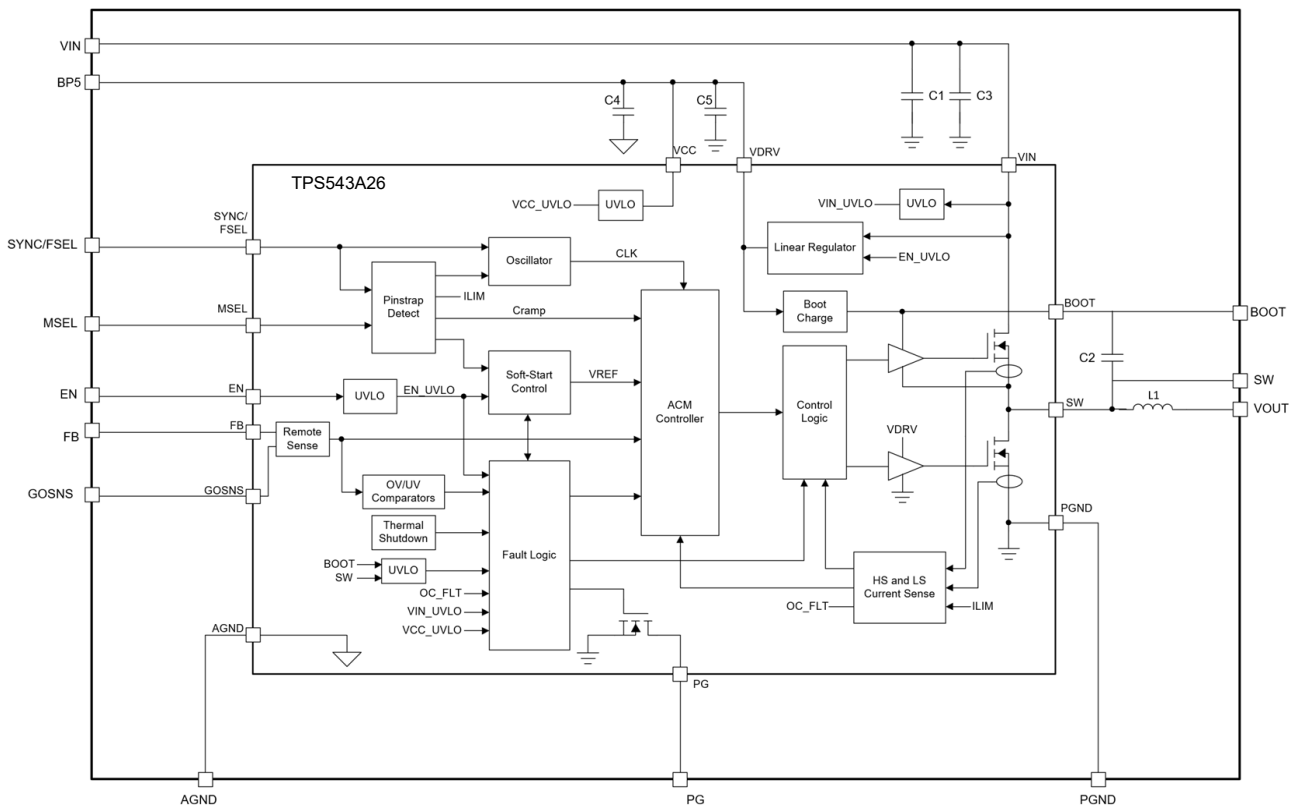 VIN
BP5
C4
C5
C1
C3
VCC
VDRV
VIN
TPS543A26
VCC_UVLO
UVLO
VIN_UVLO
UVLO
SYNC/
FSEL
SYNC/FSEL
Oscillator
CLK
Linear Regulator
EN_UVLO
Pinstrap
Detect
ILIM
Boot
Charge
BOOT
BOOT
MSEL
MSEL
Cramp
C2
Soft-Start
Control
VREF
ACM
Controller
Control
Logic
EN
EN
UVLO
EN_UVLO
SW
SW
L1
VOUT
FB
FB
Remote
Sense
VDRV
GOSNS
GOSNS
OV/UV
Comparators
PGND
Thermal
Shutdown
Fault Logic
BOOT
SW
UVLO
HS and LS
Current Sense
OC_FLT
OC_FLT
ILIM
VIN_UVLO
VCC_UVLO
AGND
PG
AGND
PG
PGND